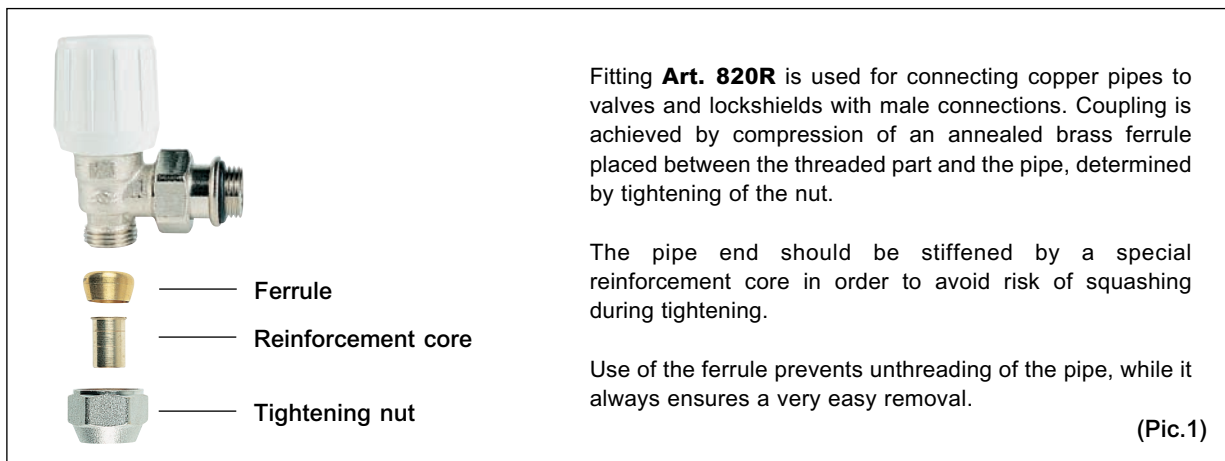 Fitting Art. 820R is used for connecting copper pipes to
valves and lockshields with male connections. Coupling is
achieved by compression of an annealed brass ferrule
placed between the threaded part and the pipe, determined
by tightening of the nut.
The pipe end should be stiffened by a special
reinforcement core in order to avoid risk of squashing
during tightening.
Use of the ferrule prevents unthreading of the pipe, while it
always ensures a very easy removal.
Ferrule
Reinforcement core
Tightening nut
(Pic.1)